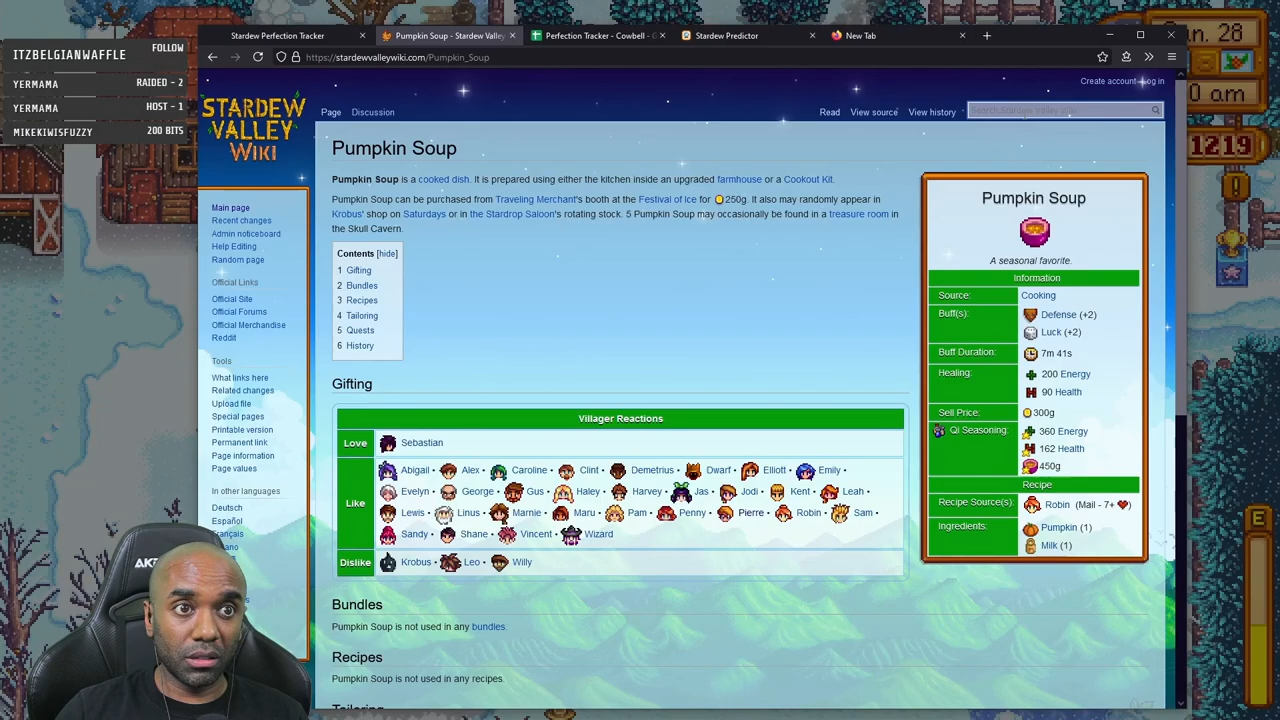 Stardew Perfection Tracker
Pumpkin Soup - Stardew Valley
Perfection Tracker - Cowbell - G
Stardew Predictor
New Tab
https://stardewvalleywiki.com/Pumpkin_Soup
ITZBELGIANWAFFLE FOLLOW
YERMAMA RAIDED - 2
YERMAMA HOST - 1
MIKEKIWISFUZZY 200 BITS
28
0 am
1219
Create account Log in
STARDEW
VALLEY
WIKI
Page Discussion Read View source View history Search Stardew Valley Wiki
Main page
Recent changes
Admin noticeboard
Help Editing
Random page
Official Links
Official Site
Official Forums
Official Merchandise
Reddit
Tools
What links here
Related changes
Upload file
Special pages
Printable version
Permanent link
Page information
Page values
In other languages
Deutsch
Español
Français
Pumpkin Soup
Pumpkin Soup is a cooked dish. It is prepared using either the kitchen inside an upgraded farmhouse or a Cookout Kit.
Pumpkin Soup can be purchased from Traveling Merchant's booth at the Festival of Ice for 250g. It also may randomly appear in
Krobus' shop on Saturdays or in the Stardrop Saloon's rotating stock. 5 Pumpkin Soup may occasionally be found in a treasure room in
the Skull Cavern.
Contents [hide]
1 Gifting
2 Bundles
3 Recipes
4 Tailoring
5 Quests
6 History
Gifting
Villager Reactions
Love Sebastian
Like
Abigail • Alex • Caroline • Clint • Demetrius • Dwarf • Elliott • Emily •
Evelyn • George • Gus • Haley • Harvey • Jas • Jodi • Kent • Leah •
Lewis • Linus • Marnie • Maru • Pam • Penny • Pierre • Robin • Sam •
Sandy • Shane • Vincent • Wizard
Dislike Krobus • Leo • Willy
Bundles
Pumpkin Soup is not used in any bundles.
Recipes
Pumpkin Soup is not used in any recipes.
Tailoring
Pumpkin Soup
A seasonal favorite.
Information
Source: Cooking
Buff(s): Defense (+2)
Luck (+2)
Buff Duration: 7m 41s
Healing: 200 Energy
90 Health
Sell Price: 300g
Qi Seasoning: 360 Energy
162 Health
450g
Recipe
Recipe Source(s): Robin (Mail - 7+ )
Ingredients: Pumpkin (1)
Milk (1)
E